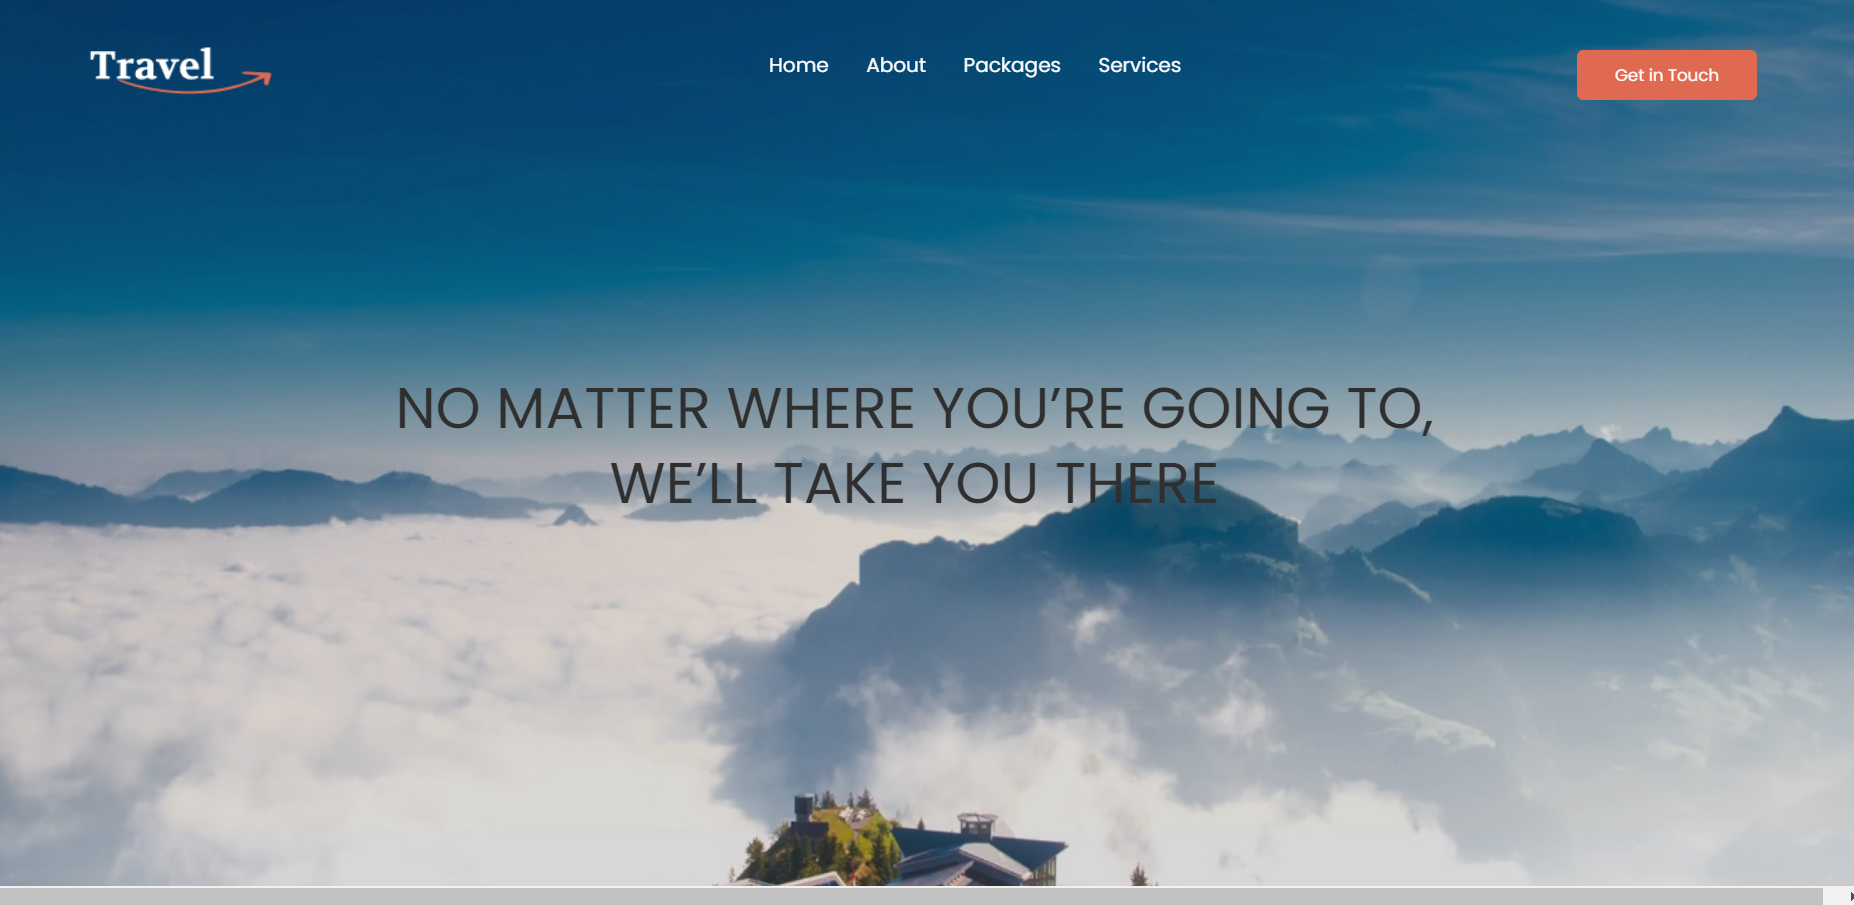 Travel
Home About Packages Services
Get in Touch
NO MATTER WHERE YOU’RE GOING TO,
WE’LL TAKE YOU THERE